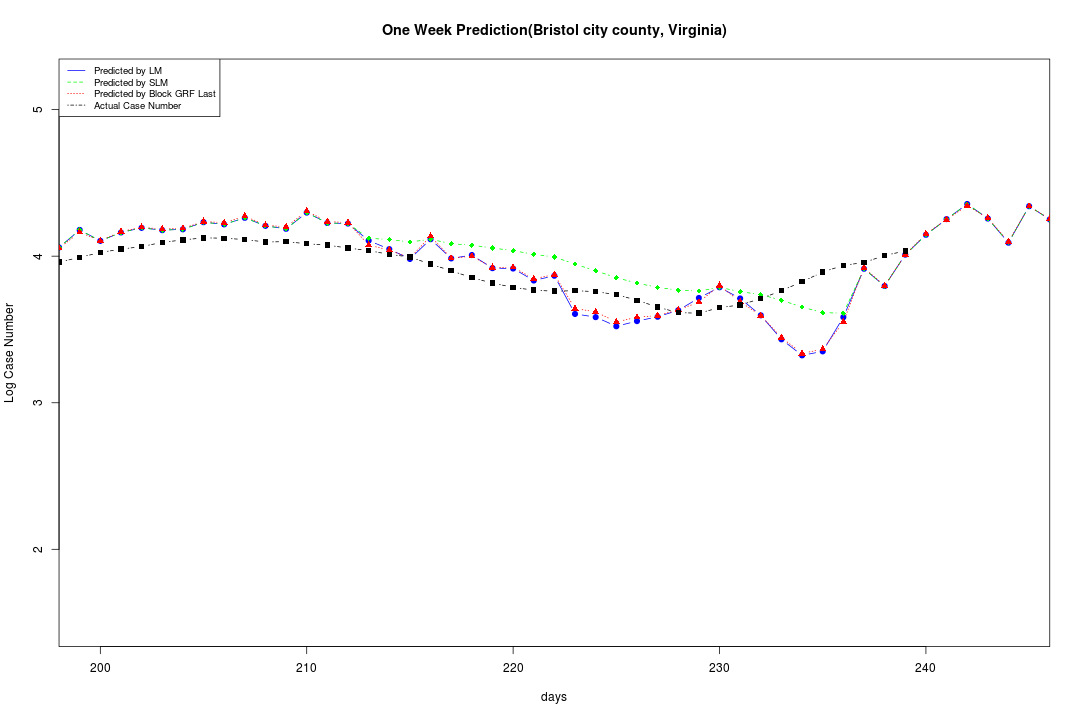 One Week Prediction(Bristol city county, Virginia)
Predicted by LM
Predicted by SLM
Predicted by Block GRF Last
Actual Case Number
5
4
3
2
Log Case Number
200 210 220 230 240
days